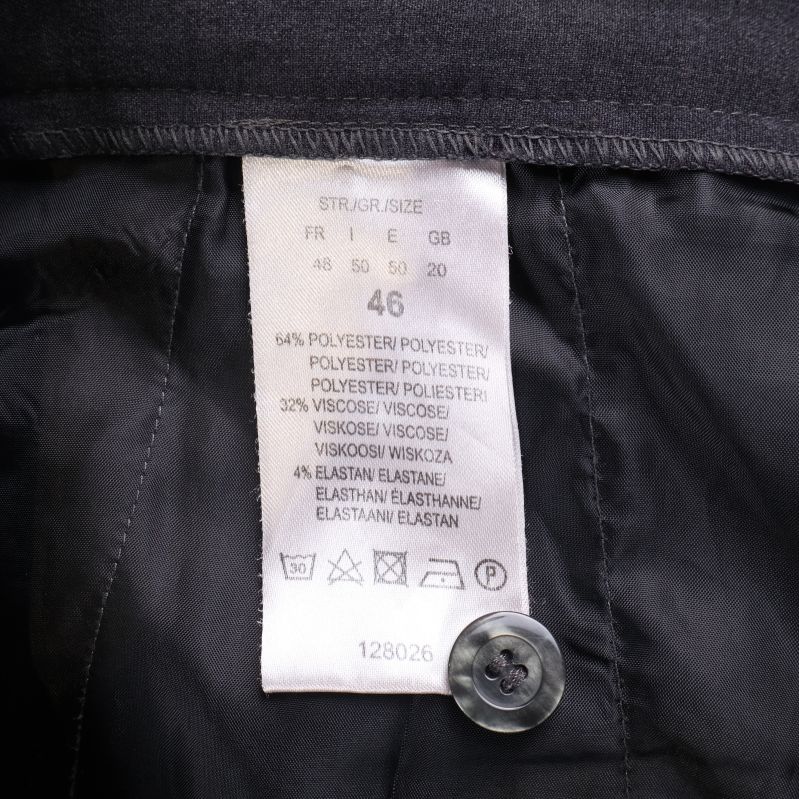 STR./GR./SIZE
FR I E GB
48 50 50 20
46
64% POLYESTER/ POLYESTER/
POLYESTER/ POLYESTER/
POLYESTER/ POLIESTERI
32% VISCOSE/ VISCOSE/
VISKOSE/ VISCOSE/
VISKOOSI/ WISKOZA
4% ELASTAN/ ELASTANE/
ELASTHAN/ ÉLASTHANNE/
ELASTAANI/ ELASTAN
30 P
128026